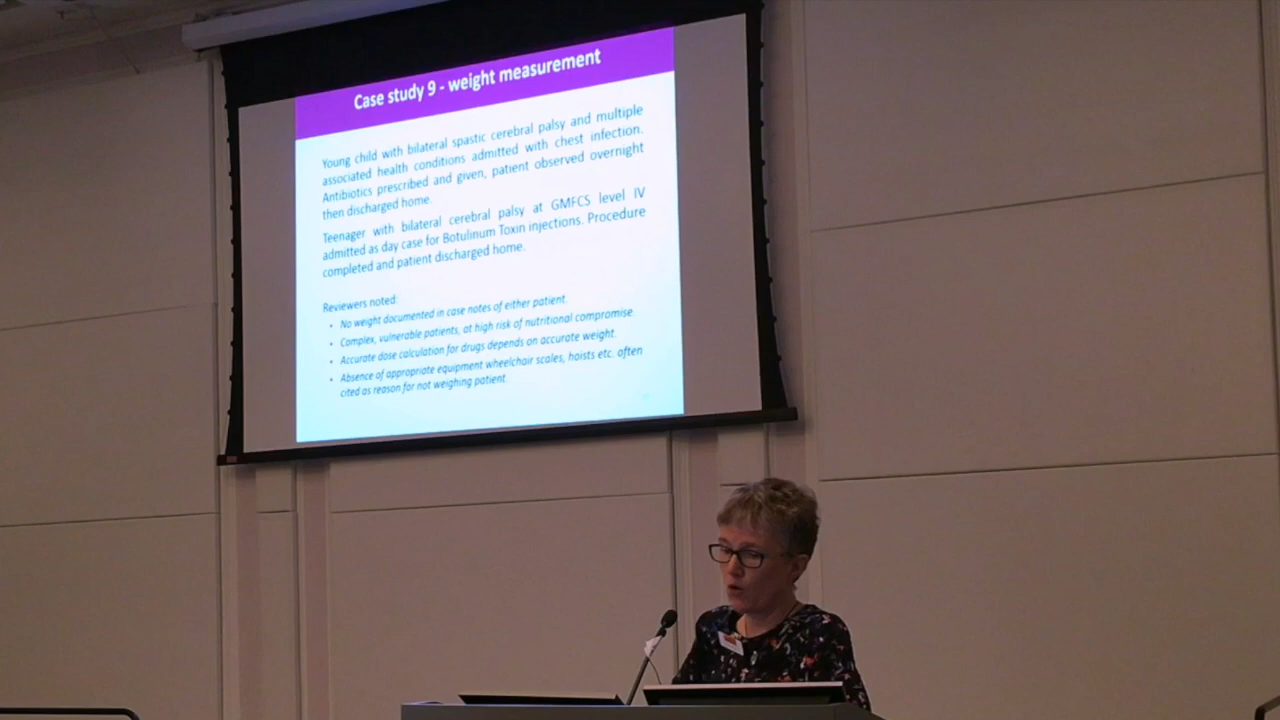 Case study 9 - weight measurement
Young child with bilateral spastic cerebral palsy and multiple
associated health conditions admitted with chest infection.
Antibiotics prescribed and given, patient observed overnight
then discharged home.
Teenager with bilateral cerebral palsy at GMFCS level IV
admitted as day case for Botulinum Toxin injections. Procedure
completed and patient discharged home.
Reviewers noted:
• No weight documented in case notes of either patient.
• Complex, vulnerable patients, at high risk of nutritional compromise.
• Accurate dose calculation for drugs depends on accurate weight.
• Absence of appropriate equipment wheelchair scales, hoists etc. often
cited as reason for not weighing patient.